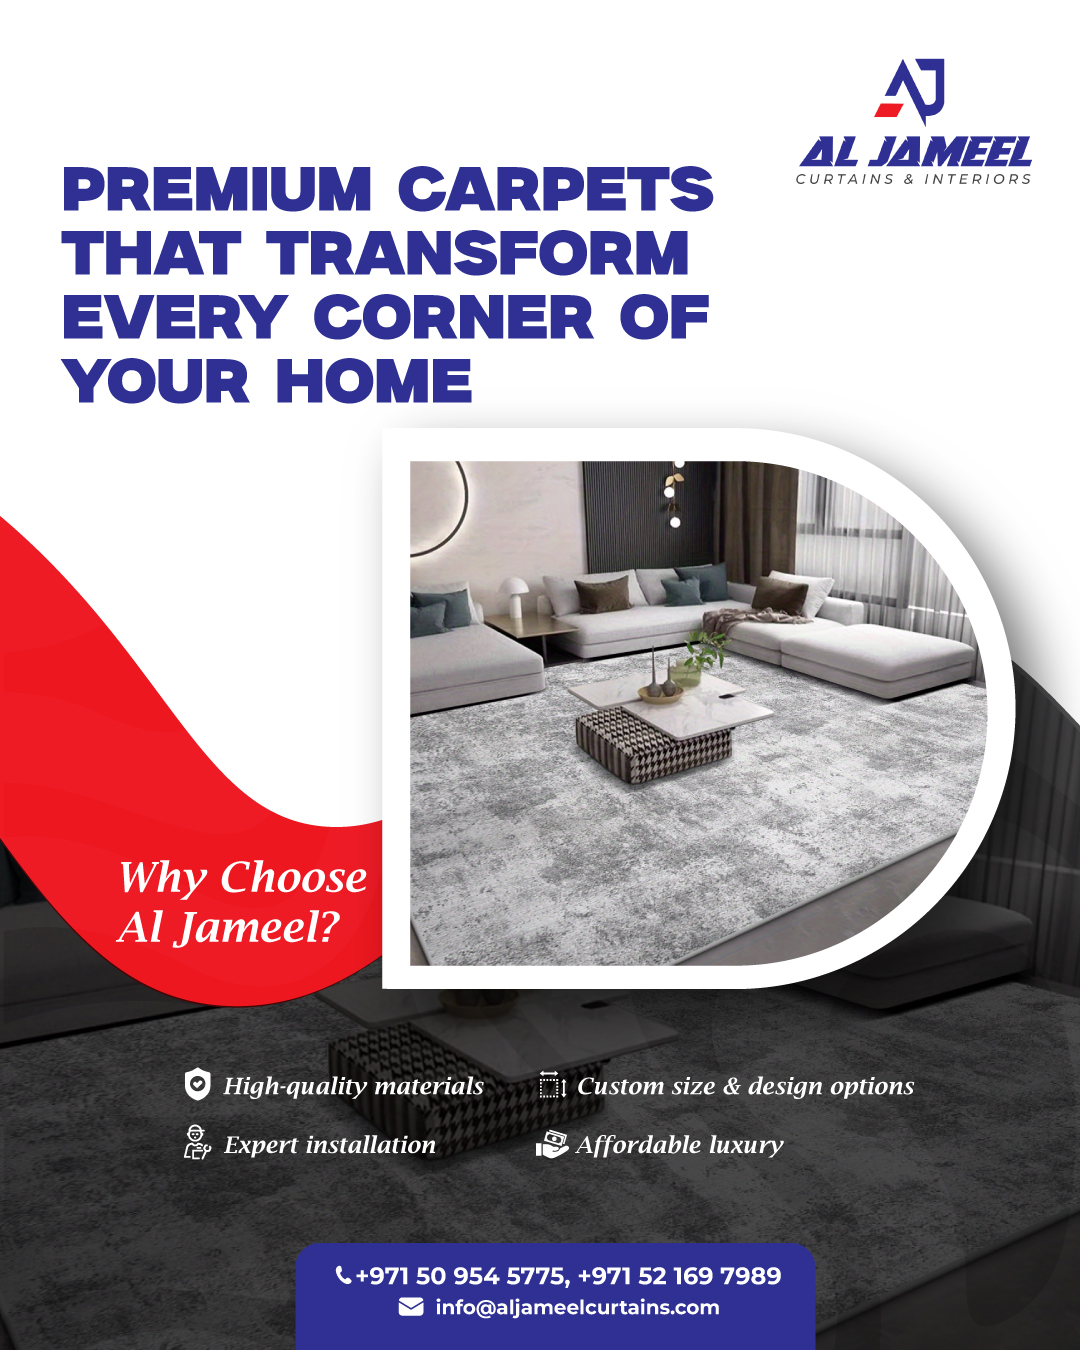 AL JAMEEL
CURTAINS & INTERIORS
PREMIUM CARPETS
THAT TRANSFORM
EVERY CORNER OF
YOUR HOME
Why Choose
Al Jameel?
High-quality materials
Custom size & design options
Expert installation
Affordable luxury
+971 50 954 5775, +971 52 169 7989
info@aljameelcurtains.com